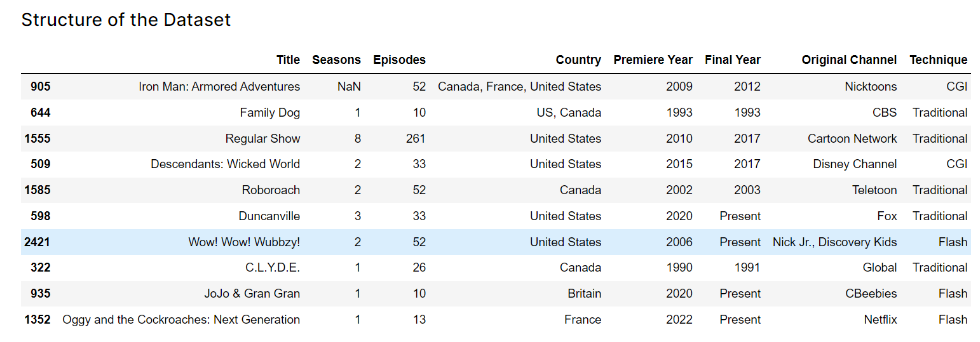 Structure of the Dataset
Title Seasons Episodes Country Premiere Year Final Year Original Channel Technique
905 Iron Man: Armored Adventures NaN 52 Canada, France, United States 2009 2012 Nicktoons CGI
644 Family Dog 1 10 US, Canada 1993 1993 CBS Traditional
1555 Regular Show 8 261 United States 2010 2017 Cartoon Network Traditional
509 Descendants: Wicked World 2 33 United States 2015 2017 Disney Channel CGI
1585 Roboroach 2 52 Canada 2002 2003 Teletoon Traditional
598 Duncanville 3 33 United States 2020 Present Fox Traditional
2421 Wow! Wow! Wubbzy! 2 52 United States 2006 Present Nick Jr., Discovery Kids Flash
322 C.L.Y.D.E. 1 26 Canada 1990 1991 Global Traditional
935 JoJo & Gran Gran 1 10 Britain 2020 Present CBeebies Flash
1352 Oggy and the Cockroaches: Next Generation 1 13 France 2022 Present Netflix Flash